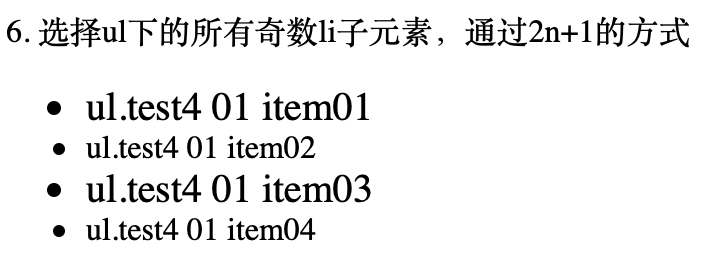 6. 选择ul下的所有奇数li子元素，通过2n+1的方式
• ul.test4 01 item01
• ul.test4 01 item02
• ul.test4 01 item03
• ul.test4 01 item04